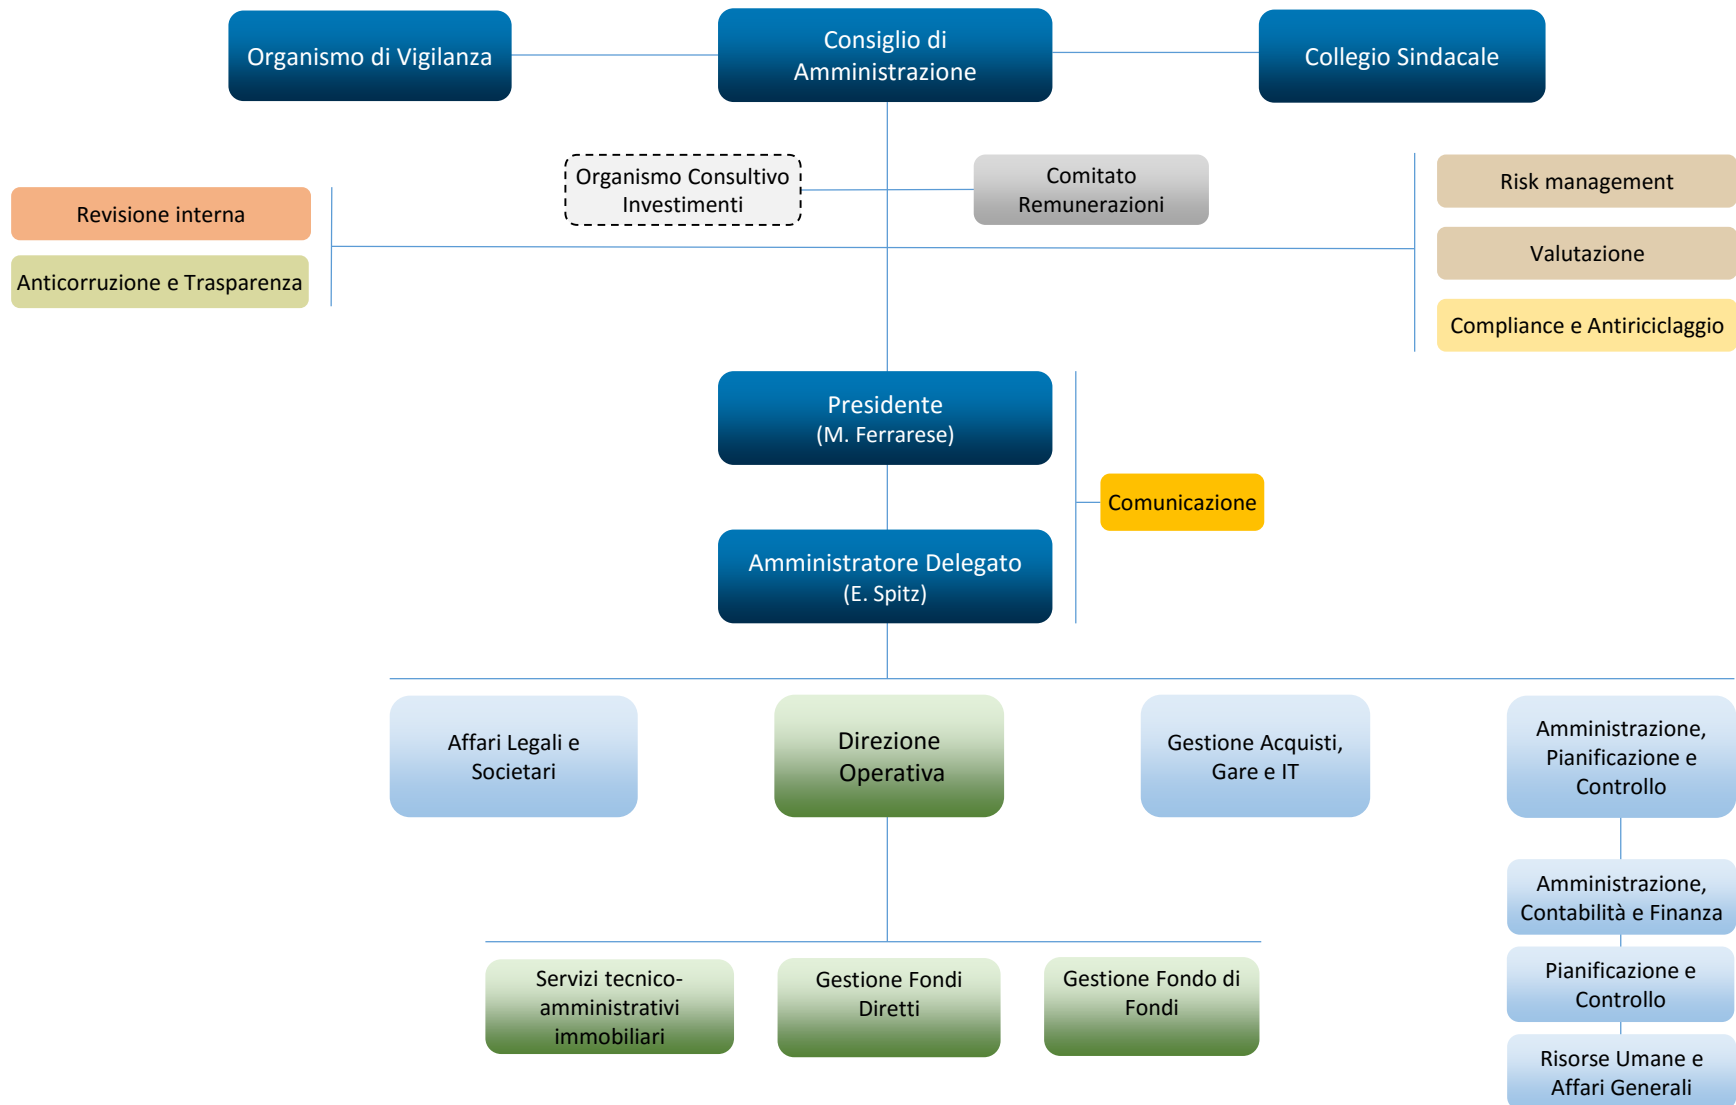 Organismo di Vigilanza
Consiglio di
Amministrazione
Collegio Sindacale
Organismo Consultivo
Investimenti
Comitato
Remunerazioni
Revisione interna
Anticorruzione e Trasparenza
Risk management
Valutazione
Compliance e Antiriciclaggio
Presidente
(M. Ferrarese)
Comunicazione
Amministratore Delegato
(E. Spitz)
Affari Legali e
Societari
Direzione
Operativa
Gestione Acquisti,
Gare e IT
Amministrazione,
Pianificazione e
Controllo
Amministrazione,
Contabilità e Finanza
Pianificazione e
Controllo
Risorse Umane e
Affari Generali
Servizi tecnico-
amministrativi
immobiliari
Gestione Fondi
Diretti
Gestione Fondo di
Fondi